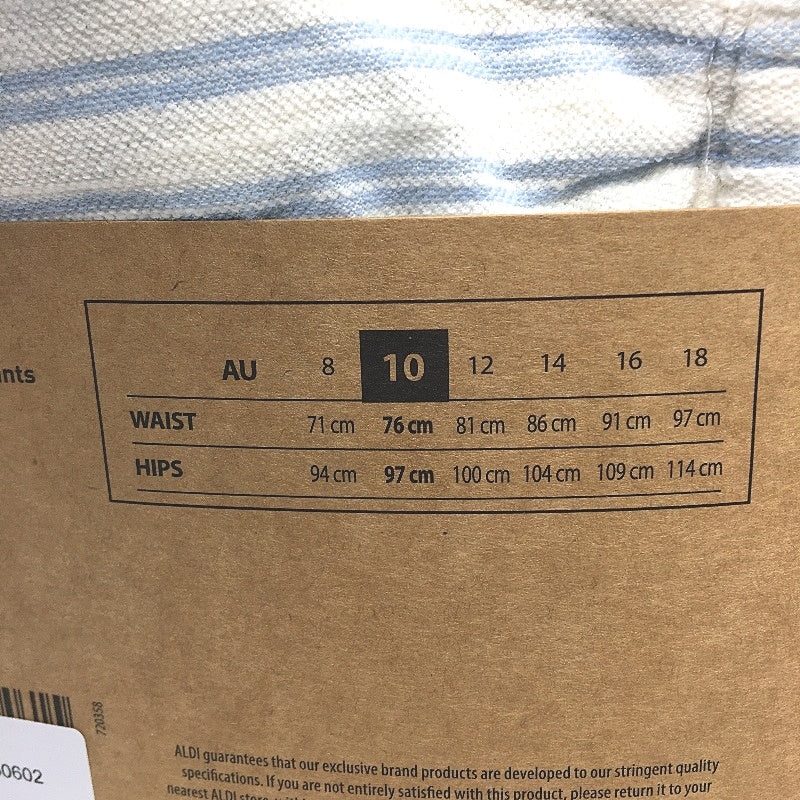 nts
AU 8 10 12 14 16 18
WAIST 71 cm 76 cm 81 cm 86 cm 91 cm 97 cm
HIPS 94 cm 97 cm 100 cm 104 cm 109 cm 114 cm
720358
0602
ALDI guarantees that our exclusive brand products are developed to our stringent quality
specifications. If you are not entirely satisfied with this product, please return it to your
nearest ALDI